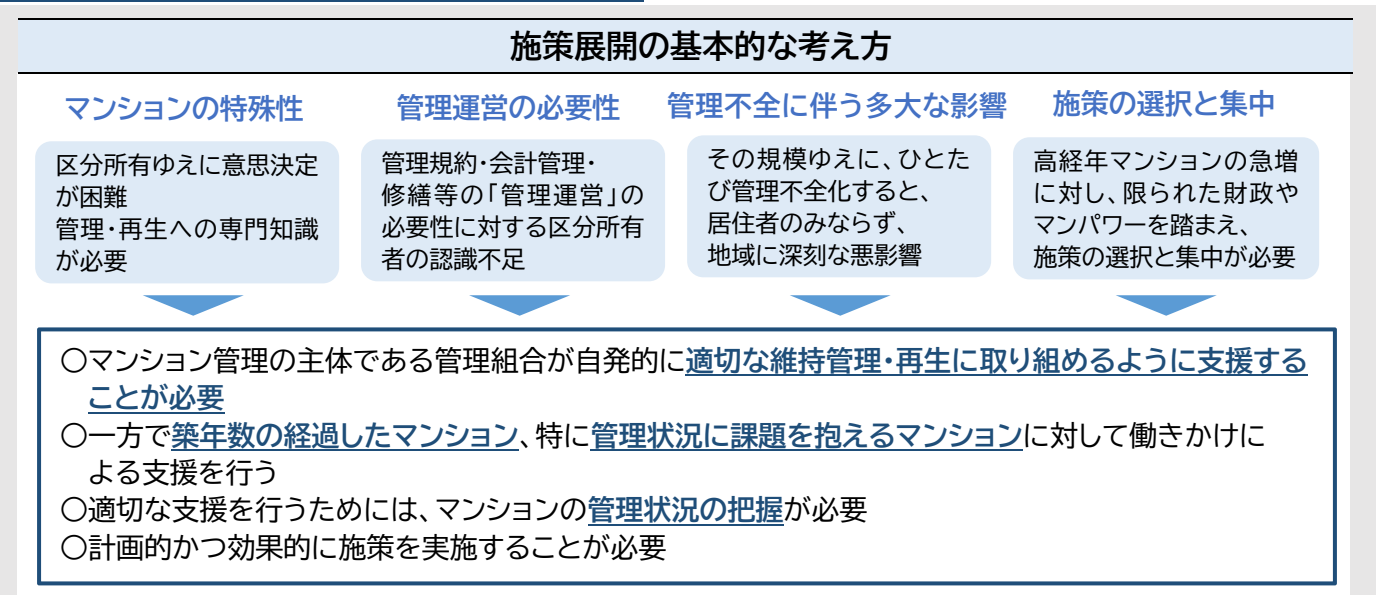 施策展開の基本的な考え方
マンションの特殊性
区分所有ゆえに意思決定
が困難
管理・再生への専門知識
が必要
管理運営の必要性
管理規約・会計管理・
修繕等の「管理運営」の
必要性に対する区分所有
者の認識不足
管理不全に伴う多大な影響
その規模ゆえに、ひとた
び管理不全化すると、
居住者のみならず、
地域に深刻な悪影響
施策の選択と集中
高経年マンションの急増
に対し、限られた財政や
マンパワーを踏まえ、
施策の選択と集中が必要
〇マンション管理の主体である管理組合が自発的に適切な維持管理・再生に取り組めるように支援する
ことが必要
〇一方で築年数の経過したマンション、特に管理状況に課題を抱えるマンションに対して働きかけに
よる支援を行う
〇適切な支援を行うためには、マンションの管理状況の把握が必要
〇計画的かつ効果的に施策を実施することが必要